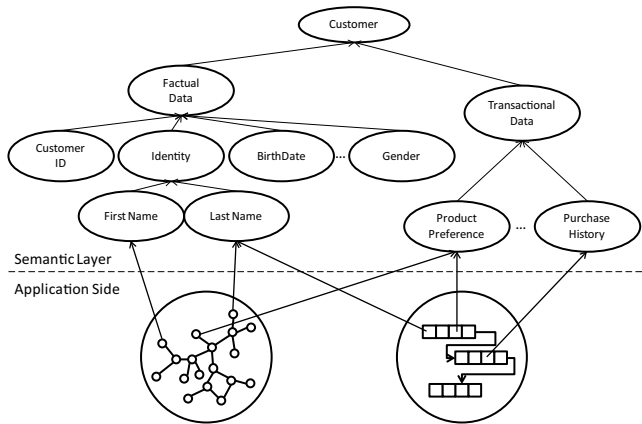 Customer
Factual
Data
Transactional
Data
Customer
ID
Identity
BirthDate
...
Gender
First Name
Last Name
Product
Preference
...
Purchase
History
Semantic Layer
Application Side